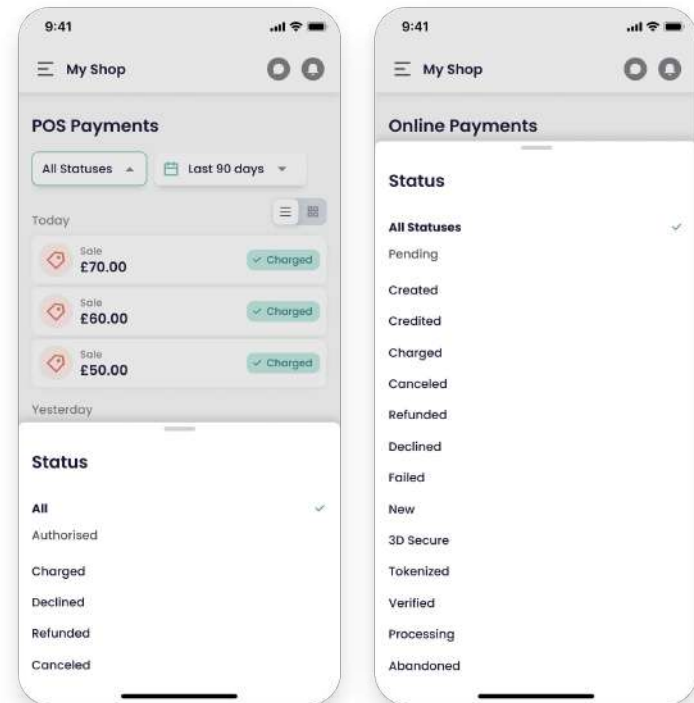 9:41
My Shop
POS Payments
All Statuses
Last 90 days
Today
Sale
£70.00
Charged
Sale
£60.00
Charged
Sale
£50.00
Charged
Yesterday
Status
All
Authorised
Charged
Declined
Refunded
Canceled
9:41
My Shop
Online Payments
Status
All Statuses
Pending
Created
Credited
Charged
Canceled
Refunded
Declined
Failed
New
3D Secure
Tokenized
Verified
Processing
Abandoned